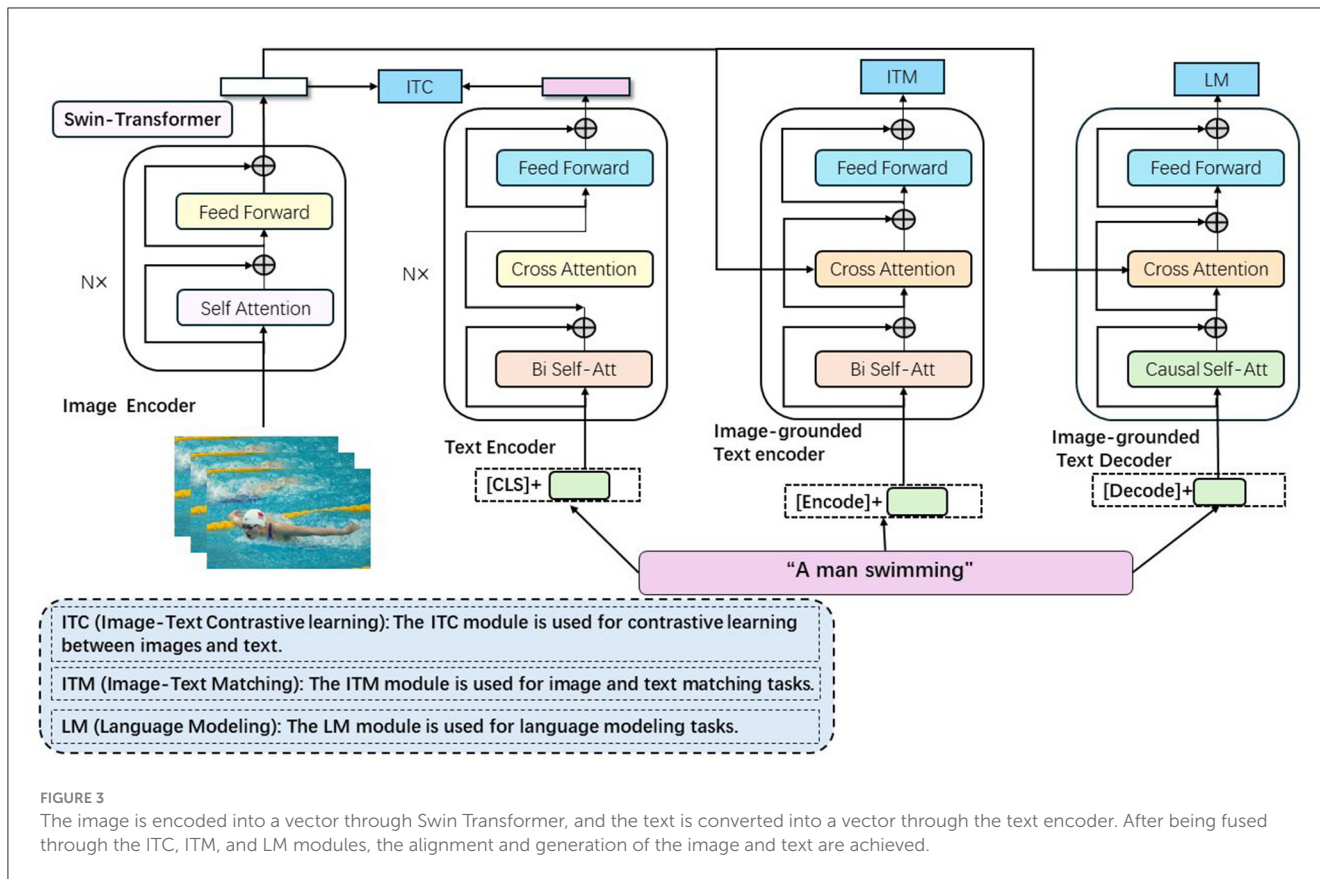 ITC
ITM
LM
Swin-Transformer
Feed Forward
Self Attention
N×
Image Encoder
Feed Forward
Cross Attention
Bi Self-Att
N×
Text Encoder
[CLS]+
Feed Forward
Cross Attention
Bi Self-Att
Image-grounded
Text encoder
[Encode]+
Feed Forward
Cross Attention
Causal Self-Att
Image-grounded
Text Decoder
[Decode]+
“A man swimming"
ITC (Image-Text Contrastive learning): The ITC module is used for contrastive learning
between images and text.
ITM (Image-Text Matching): The ITM module is used for image and text matching tasks.
LM (Language Modeling): The LM module is used for language modeling tasks.
FIGURE 3
The image is encoded into a vector through Swin Transformer, and the text is converted into a vector through the text encoder. After being fused
through the ITC, ITM, and LM modules, the alignment and generation of the image and text are achieved.